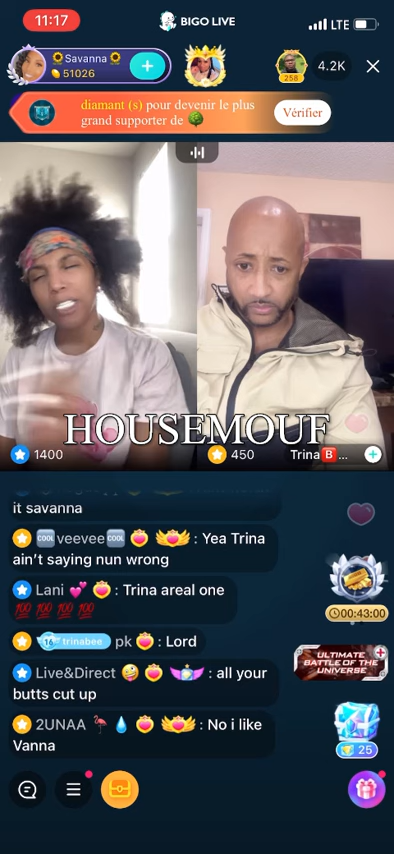 11:17
BIGO LIVE
LTE
🌻Savanna🌻
51026
258
4.2K
diamant (s) pour devenir le plus
grand supporter de 🌳
Vérifier
HOUSEMOUF
1400
450
Trina🅱️...
it savanna
🆒veevee🆒 : Yea Trina
ain't saying nun wrong
Lani 💕 : Trina areal one
💯 💯 💯 💯
trinabee pk : Lord
Live&Direct 🤪 : all your
butts cut up
2UNAA 🦩 💧 : No i like
Vanna
00:43:00
ULTIMATE
BATTLE OF THE
UNIVERSE
25